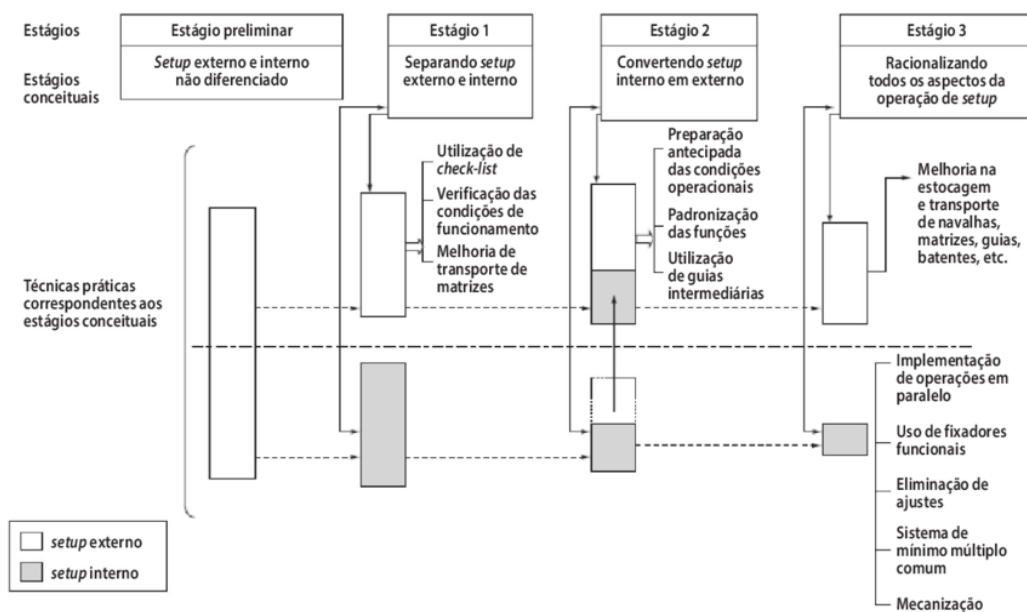 Estágios
Estágio preliminar
Estágio 1
Estágio 2
Estágio 3
Estágios
conceituais
Setup externo e interno
não diferenciado
Separando setup
externo e interno
Convertendo setup
interno em externo
Racionalizando
todos os aspectos da
operação de setup
Técnicas práticas
correspondentes aos
estágios conceituais
Utilização de
check-list
Verificação das
condições de
funcionamento
Melhoria de
transporte de
matrizes
Preparação
antecipada
das condições
operacionais
Padronização
das funções
Utilização
de guias
intermediárias
Melhoria na
estocagem
e transporte
de navalhas,
matrizes, guias,
batentes, etc.
Implementação
de operações em
paralelo
Uso de fixadores
funcionais
Eliminação de
ajustes
Sistema de
mínimo múltiplo
comum
Mecanização
setup externo
setup interno